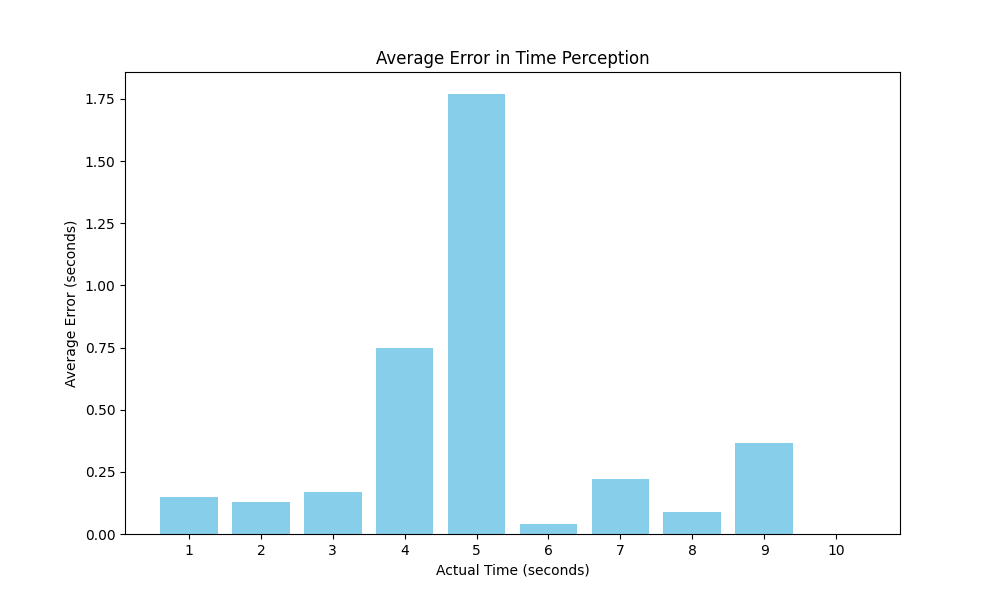 Average Error in Time Perception
Average Error (seconds)
1.75
1.50
1.25
1.00
0.75
0.50
0.25
0.00
1 2 3 4 5 6 7 8 9 10
Actual Time (seconds)